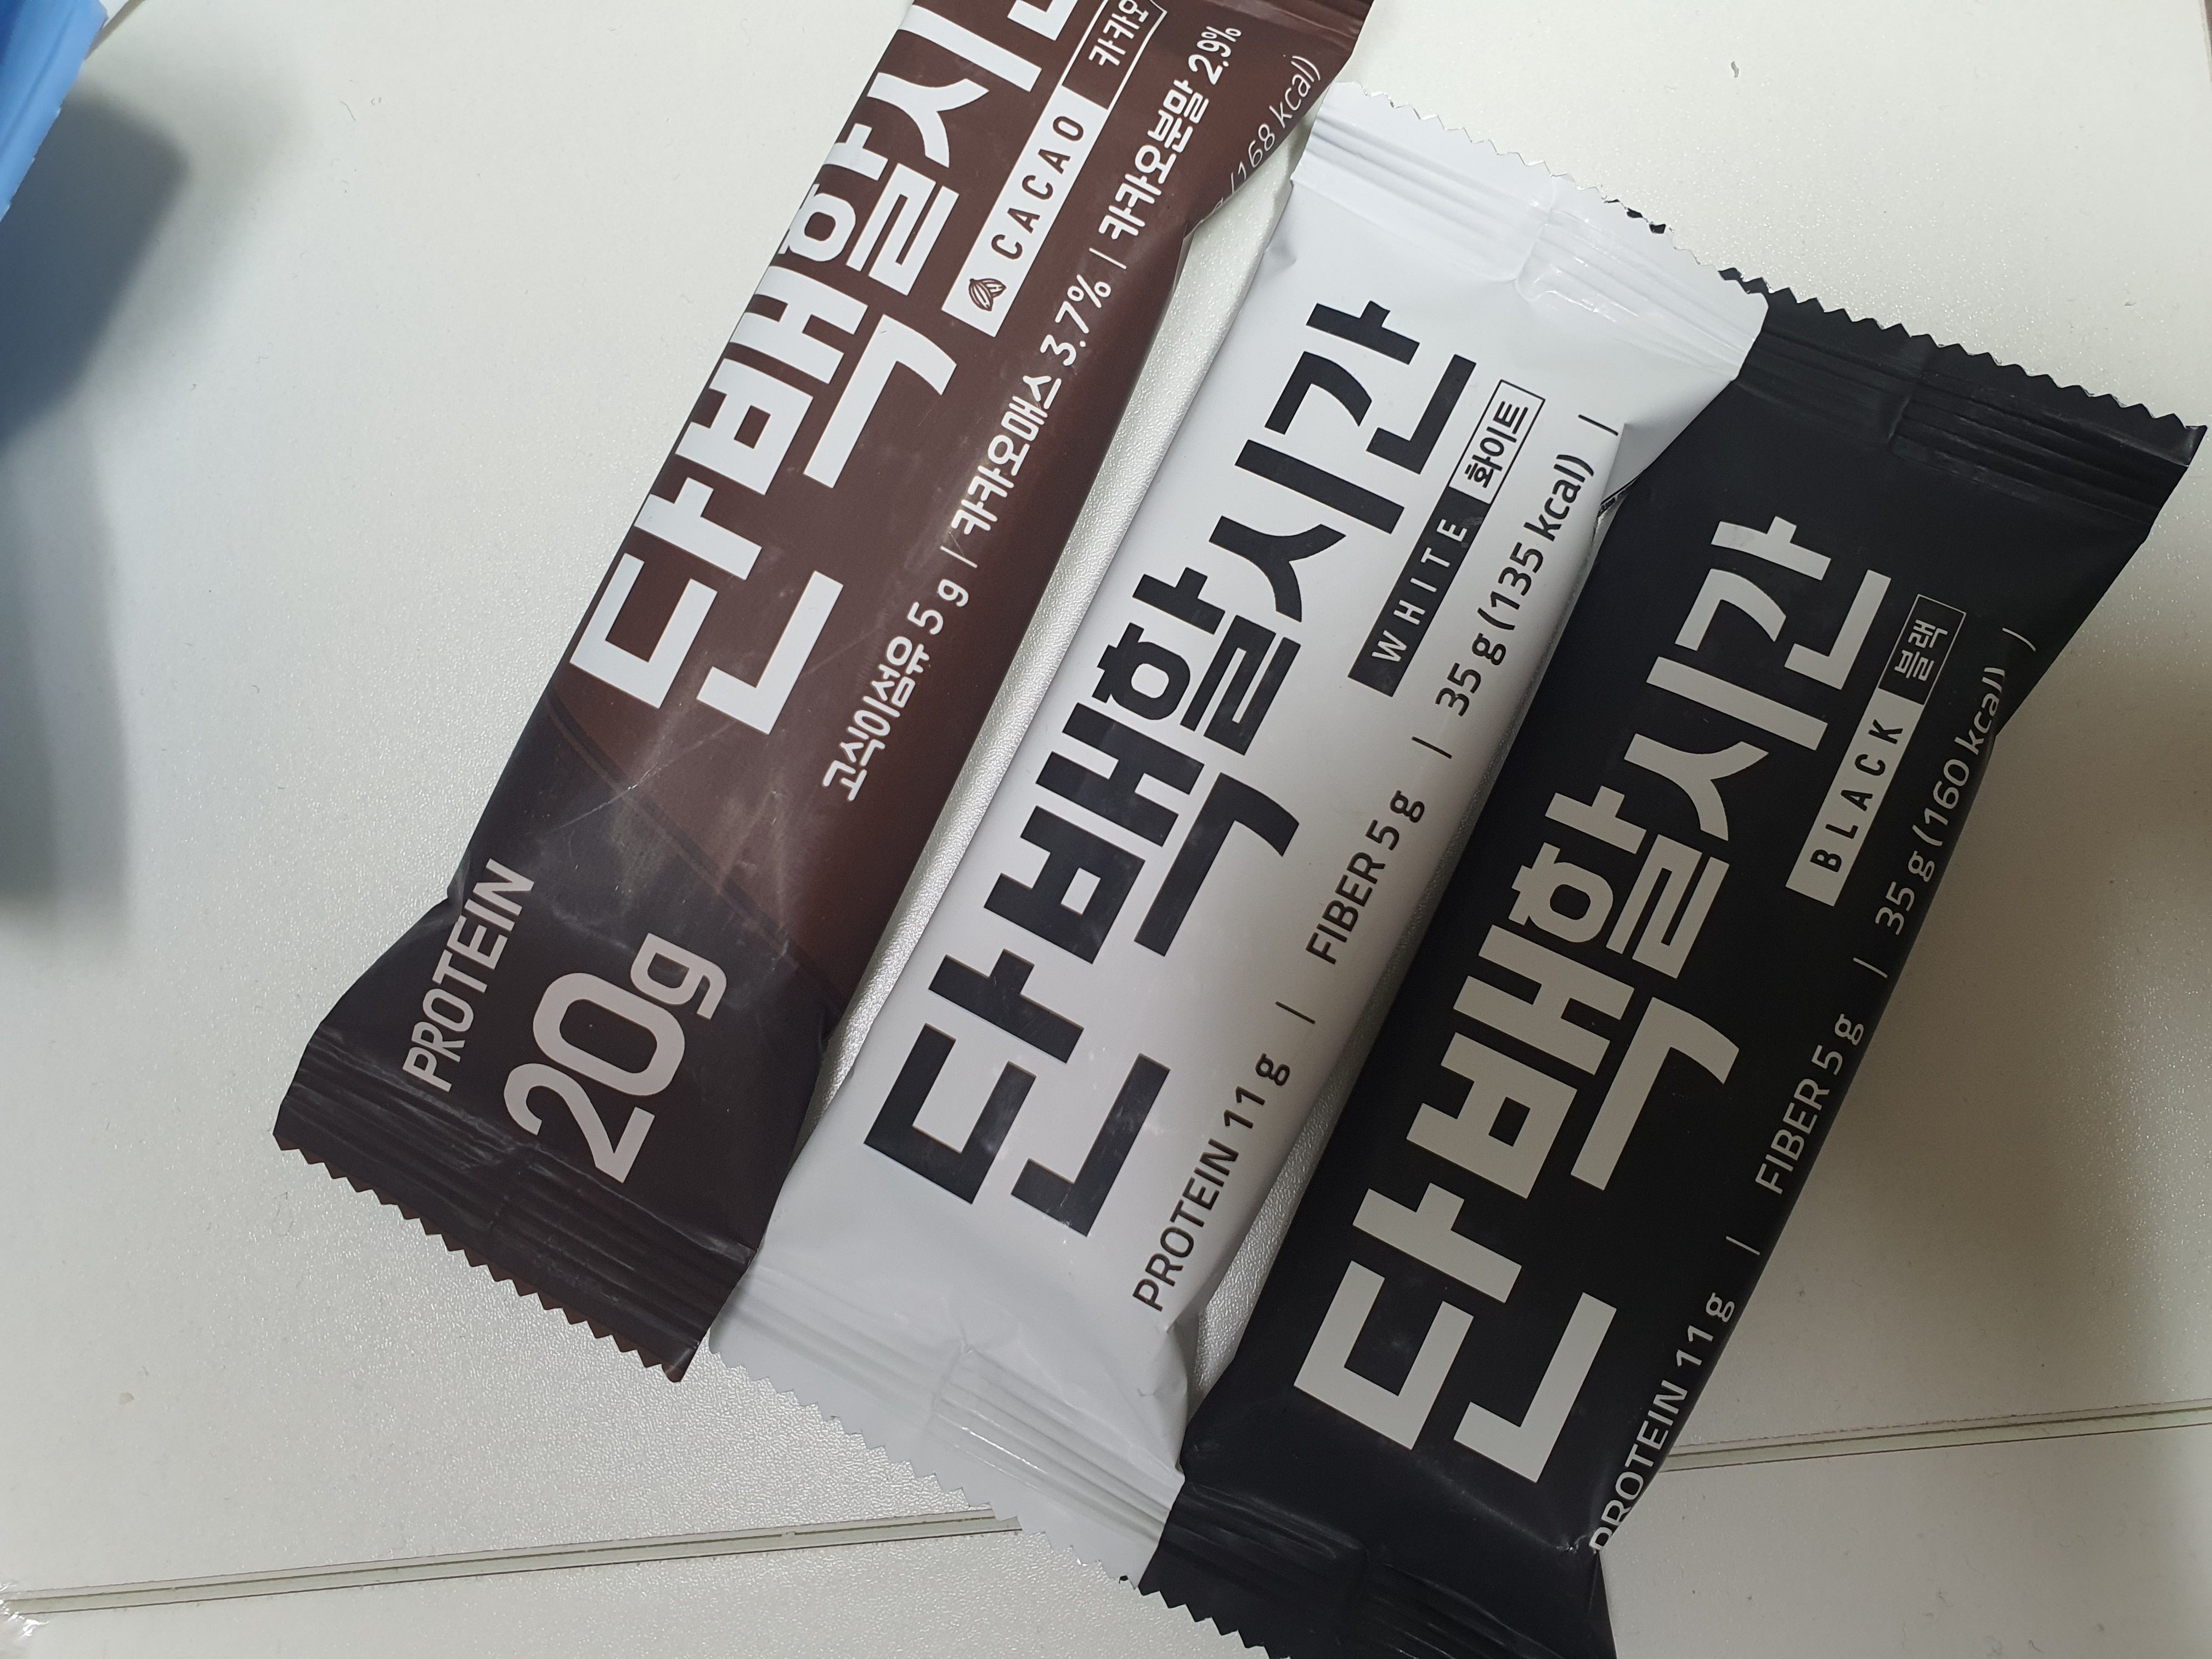 단백할시
CACAO 카카오
고식이섬유 5 g | 카카오매스 3.7% | 카카오분말 2.9%
(168 kcal)
PROTEIN
20g
단백할시간
WHITE 화이트
PROTEIN 11 g | FIBER 5 g | 35 g (135 kcal) |
단백할시간
BLACK 블랙
PROTEIN 11 g | FIBER 5 g | 35 g (160 kcal) |